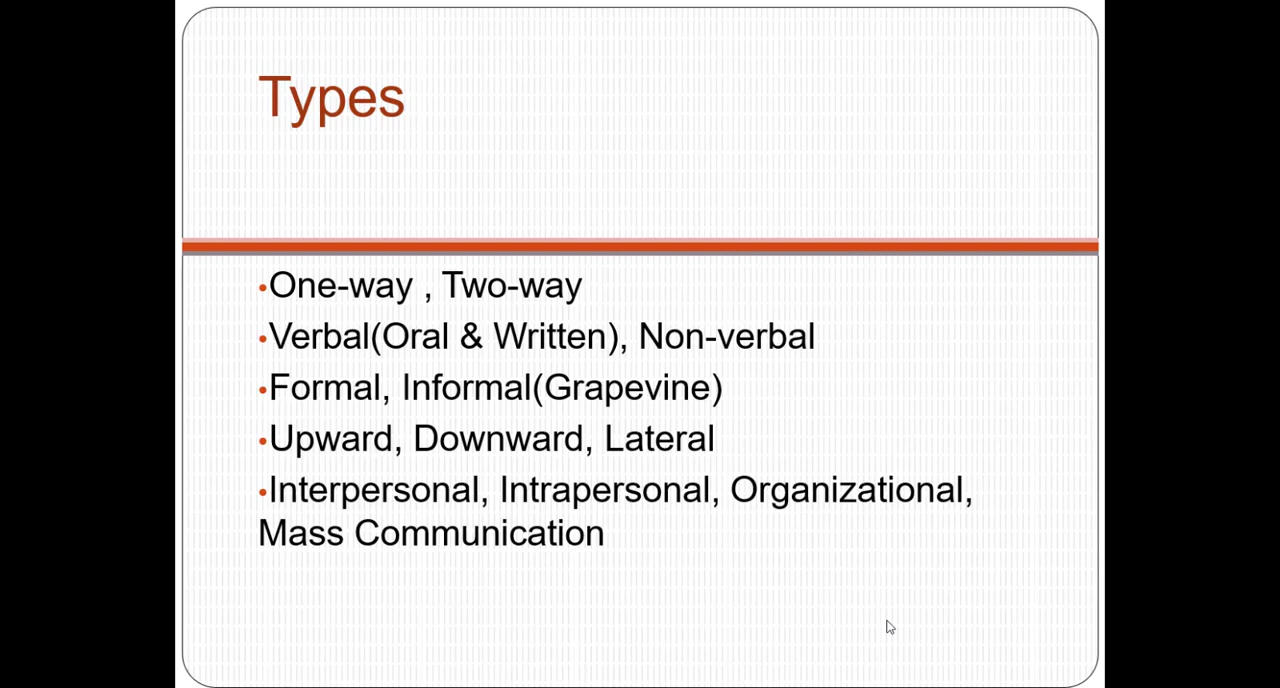 Types
•One-way , Two-way
•Verbal(Oral & Written), Non-verbal
•Formal, Informal(Grapevine)
•Upward, Downward, Lateral
•Interpersonal, Intrapersonal, Organizational,
Mass Communication